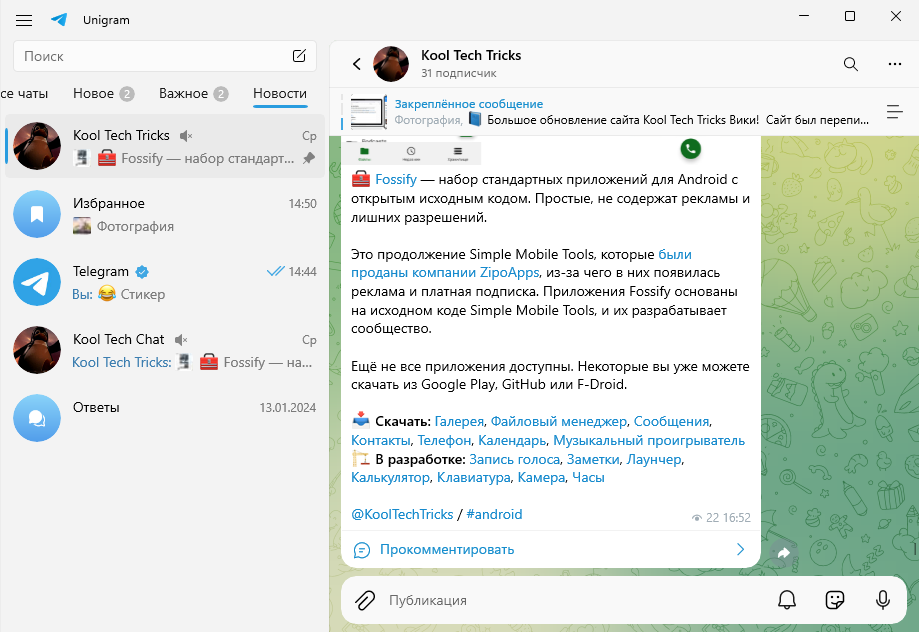 Unigram
Поиск
се чаты Новое 2 Важное 2 Новости
Kool Tech Tricks Ср
🧰 Fossify — набор стандарт...
Избранное 14:50
Фотография
Telegram 14:44
Вы: 😂 Стикер
Kool Tech Chat Ср
Kool Tech Tricks: 🧰 Fossify — на...
Ответы 13.01.2024
Kool Tech Tricks
31 подписчик
Закреплённое сообщение
Фотография, 📘 Большое обновление сайта Kool Tech Tricks Вики! Сайт был перепи...
🧰 Fossify — набор стандартных приложений для Android с
открытым исходным кодом. Простые, не содержат рекламы и
лишних разрешений.
Это продолжение Simple Mobile Tools, которые были
проданы компании ZipoApps, из-за чего в них появилась
реклама и платная подписка. Приложения Fossify основаны
на исходном коде Simple Mobile Tools, и их разрабатывает
сообщество.
Ещё не все приложения доступны. Некоторые вы уже можете
скачать из Google Play, GitHub или F-Droid.
📥 Скачать: Галерея, Файловый менеджер, Сообщения,
Контакты, Телефон, Календарь, Музыкальный проигрыватель
🏗 В разработке: Запись голоса, Заметки, Лаунчер,
Калькулятор, Клавиатура, Камера, Часы
@KoolTechTricks / #android
22 16:52
Прокомментировать
Публикация